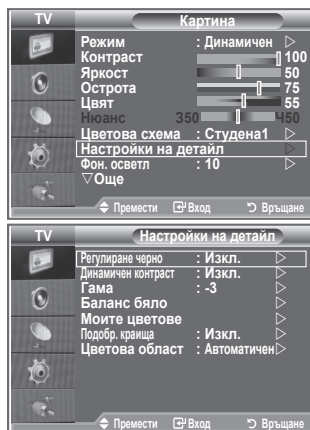 TV Картина
Режим : Динамичен
Контраст 100
Яркост 50
Острота 75
Цвят 55
Нюанс З50 Ч50
Цветова схема : Студена1
Настройки на детайл
Фон. осветл : 10
▽Още
Премести Вход Връщане
TV Настройки на детайл
Регулиране черно : Изкл.
Динамичен контраст : Изкл.
Гама : -3
Баланс бяло
Моите цветове
Подобр. краища : Изкл.
Цветова област : Автоматичен
Премести Вход Връщане